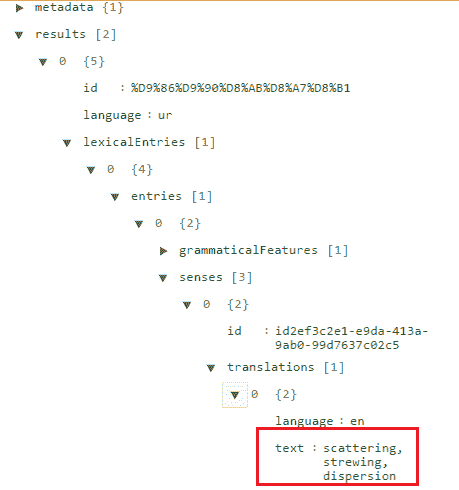 metadata {1}
results [2]
0 {5}
id : %D9%86%D9%90%D8%AB%D8%A7%D8%B1
language : ur
lexicalEntries [1]
0 {4}
entries [1]
0 {2}
grammaticalFeatures [1]
senses [3]
0 {2}
id : id2ef3c2e1-e9da-413a-
9ab0-99d7637c02c5
translations [1]
0 {2}
language : en
text : scattering,
strewing,
dispersion